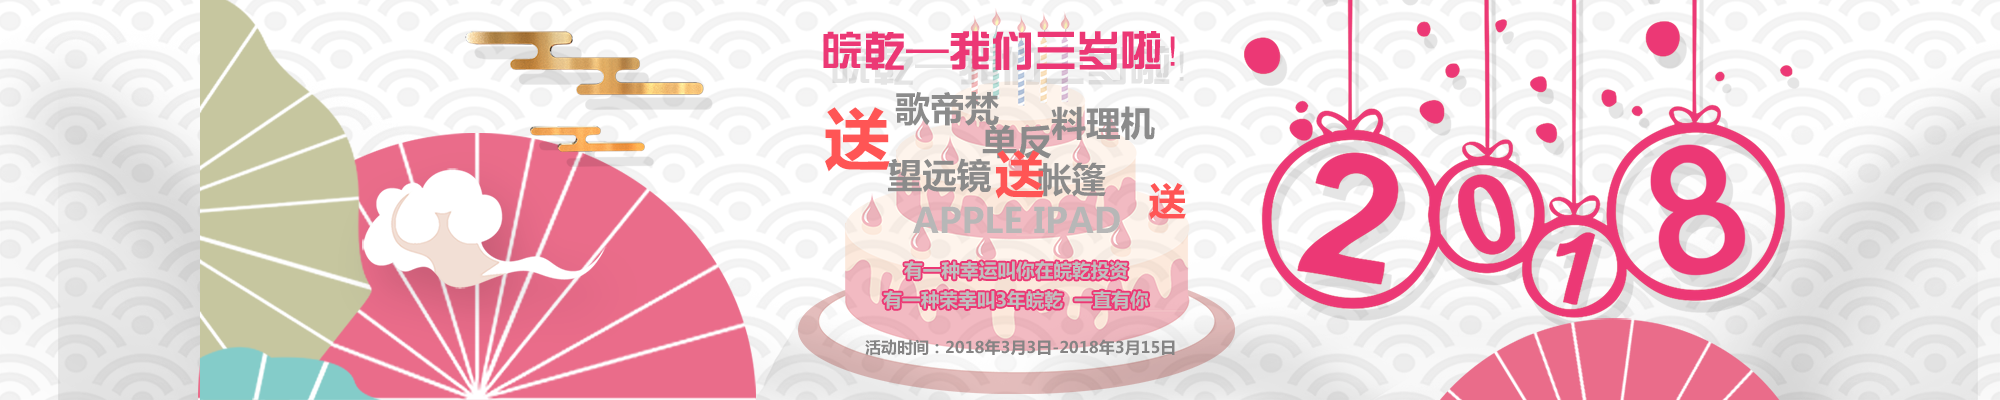 皖乾—我们三岁啦!
送
歌帝梵
单反
料理机
望远镜
送
帐篷
送
APPLE IPAD
有一种幸运叫你在皖乾投资
有一种荣幸叫3年皖乾 一直有你
活动时间：2018年3月3日-2018年3月15日
2018